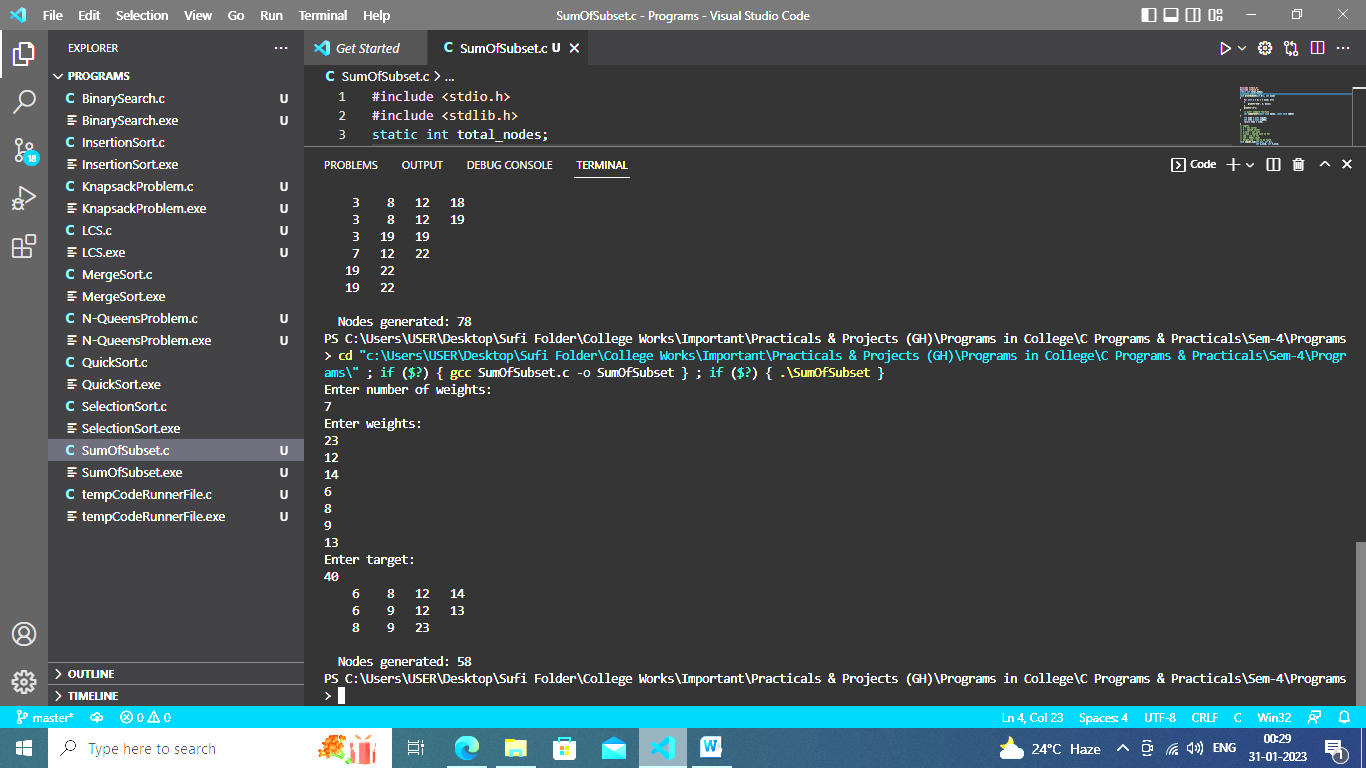 File Edit Selection View Go Run Terminal Help SumOfSubset.c - Programs - Visual Studio Code
EXPLORER
PROGRAMS
BinarySearch.c U
BinarySearch.exe U
InsertionSort.c
InsertionSort.exe
KnapsackProblem.c U
KnapsackProblem.exe U
LCS.c U
LCS.exe U
MergeSort.c
MergeSort.exe
N-QueensProblem.c U
N-QueensProblem.exe U
QuickSort.c
QuickSort.exe
SelectionSort.c
SelectionSort.exe
SumOfSubset.c U
SumOfSubset.exe U
tempCodeRunnerFile.c U
tempCodeRunnerFile.exe U
OUTLINE
TIMELINE
18
Get Started C SumOfSubset.c U
C SumOfSubset.c > ...
1 #include <stdio.h>
2 #include <stdlib.h>
3 static int total_nodes;
PROBLEMS OUTPUT DEBUG CONSOLE TERMINAL Code
3 8 12 18
3 8 12 19
3 19 19
7 12 22
19 22
19 22
Nodes generated: 78
PS C:\Users\USER\Desktop\Sufi Folder\College Works\Important\Practicals & Projects (GH)\Programs in College\C Programs & Practicals\Sem-4\Programs
> cd "c:\Users\USER\Desktop\Sufi Folder\College Works\Important\Practicals & Projects (GH)\Programs in College\C Programs & Practicals\Sem-4\Progr
ams\" ; if ($?) { gcc SumOfSubset.c -o SumOfSubset } ; if ($?) { .\SumOfSubset }
Enter number of weights:
7
Enter weights:
23
12
14
6
8
9
13
Enter target:
40
6 8 12 14
6 9 12 13
8 9 23
Nodes generated: 58
PS C:\Users\USER\Desktop\Sufi Folder\College Works\Important\Practicals & Projects (GH)\Programs in College\C Programs & Practicals\Sem-4\Programs
>
master* 0 0 Ln 4, Col 23 Spaces: 4 UTF-8 CRLF C Win32
Type here to search 24°C Haze ENG 00:29
31-01-2023 1